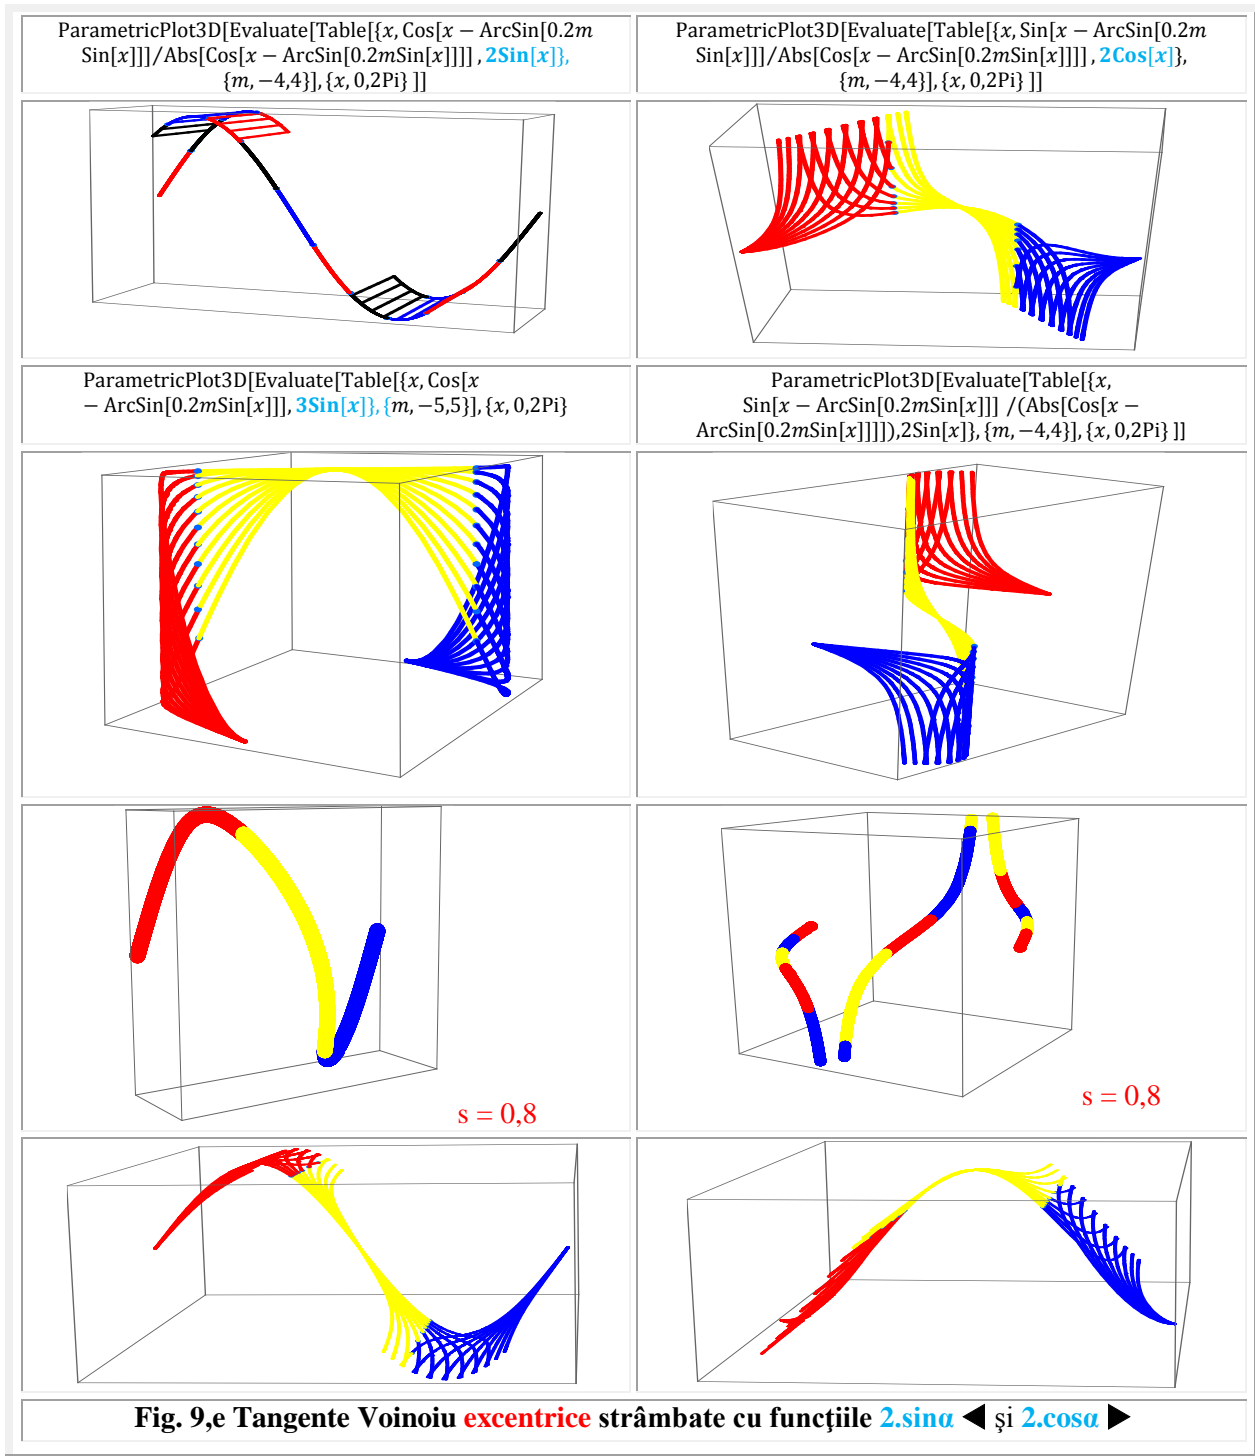 ParametricPlot3D[Evaluate[Table[{x, Cos[x − ArcSin[0.2m
Sin[x]]]/Abs[Cos[x − ArcSin[0.2mSin[x]]]] , 2Sin[x]},
{m, −4,4}], {x, 0,2Pi} ]]
ParametricPlot3D[Evaluate[Table[{x, Sin[x − ArcSin[0.2m
Sin[x]]]/Abs[Cos[x − ArcSin[0.2mSin[x]]]] , 2Cos[x]},
{m, −4,4}], {x, 0,2Pi} ]]
ParametricPlot3D[Evaluate[Table[{x, Cos[x
− ArcSin[0.2mSin[x]]], 3Sin[x]}, {m, −5,5}], {x, 0,2Pi}
ParametricPlot3D[Evaluate[Table[{x,
Sin[x − ArcSin[0.2mSin[x]]] /(Abs[Cos[x −
ArcSin[0.2mSin[x]]]]),2Sin[x]}, {m, −4,4}], {x, 0,2Pi} ]]
s = 0,8
s = 0,8
Fig. 9,e Tangente Voinoiu excentrice strâmbate cu funcţiile 2.sinα ◄ şi 2.cosα ►